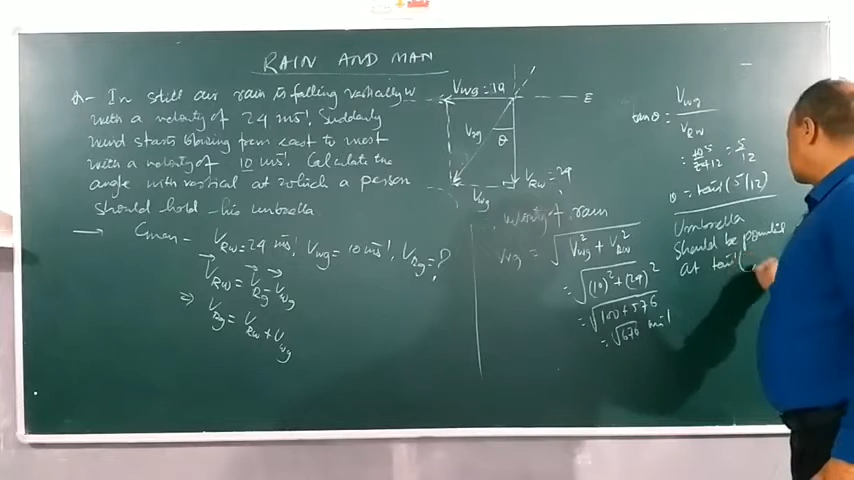 RAIN AND MAN
Q- In still air rain is falling vertically
with a velocity of 24 ms⁻¹. Suddenly
wind starts blowing from east to west
with a velocity of 10 ms⁻¹. Calculate the
angle with vertical at which a person
should hold his umbrella
→ Given - V_RW = 24 ms⁻¹, V_wg = 10 ms⁻¹, V_Rg = ?
V_RW = V_Rg - V_wg
⇒ V_Rg = V_RW + V_wg
W
V_wg = 10
E
V_Rg
θ
V_RW = 24
V_wg
velocity of rain
= √(V_wg² + V_RW²)
= √((10)² + (24)²
= √(100 + 576
= √676 ms⁻¹
tan θ = V_wg / V_RW
= 5/12
θ = tan⁻¹(5/12)
Umbrella
should be
at tan⁻¹(